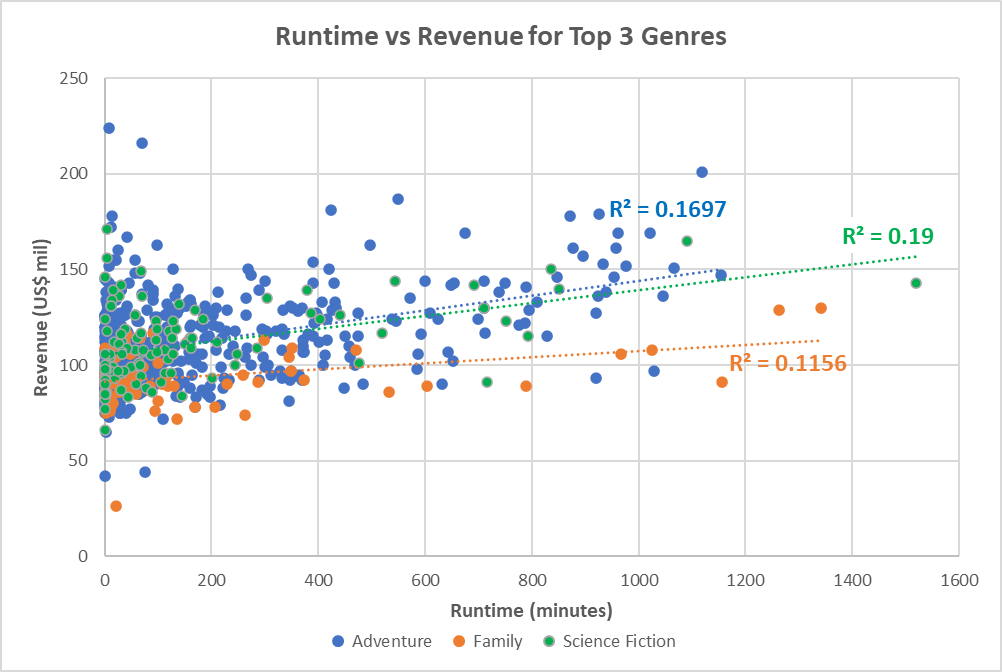 Runtime vs Revenue for Top 3 Genres
250
200
150
100
50
0
Revenue (US$ mil)
R² = 0.1697
R² = 0.19
R² = 0.1156
0 200 400 600 800 1000 1200 1400 1600
Runtime (minutes)
Adventure Family Science Fiction